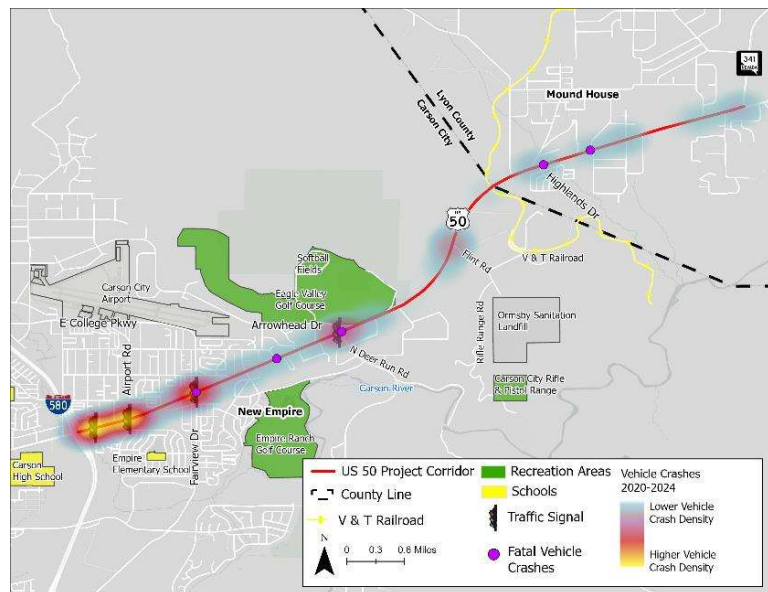 341
Mound House
Lyon County
Carson City
Highlands Dr
US
50
V & T Railroad
Flint Rd
Softball
Fields
Carson City
Airport
Eagle Valley
Golf Course
Ormsby Sanitation
Landfill
E College Pkwy
Arrowhead Dr
Rifle Range Rd
Airport Rd
N Deer Run Rd
Carson City Rifle
& Pistol Range
Carson River
580
New Empire
Fairview Dr
Empire Ranch
Golf Course
Empire
Elementary School
Carson
High School
US 50 Project Corridor
County Line
V & T Railroad
N
0 0.3 0.6 Miles
Recreation Areas
Schools
Traffic Signal
Fatal Vehicle
Crashes
Vehicle Crashes
2020-2024
Lower Vehicle
Crash Density
Higher Vehicle
Crash Density